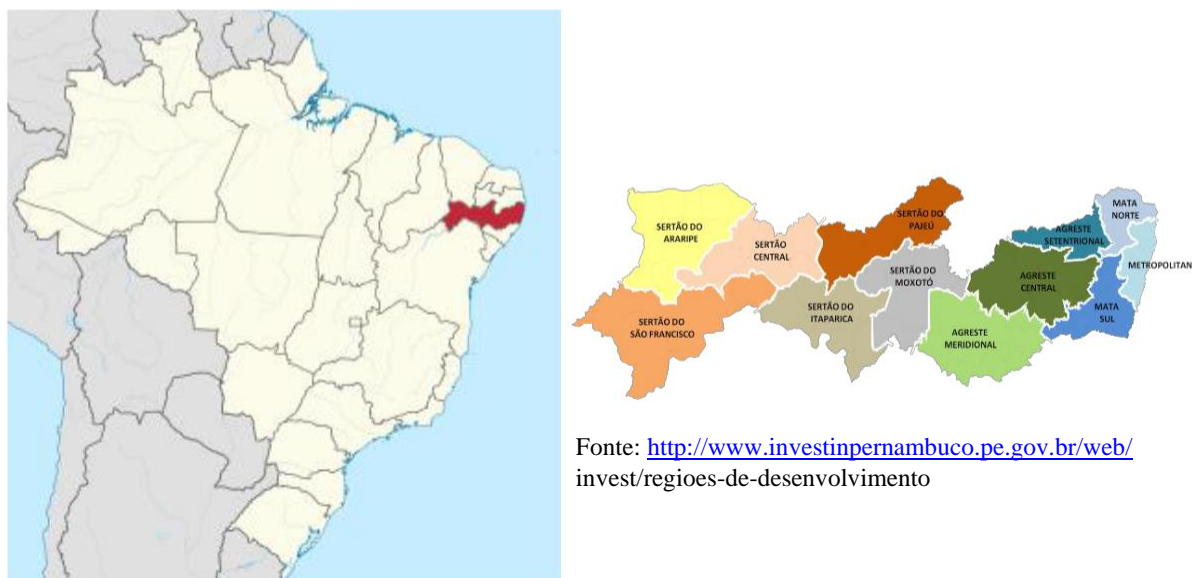 SERTÃO DO
ARARIPE
SERTÃO
CENTRAL
SERTÃO DO
PAJEÚ
MATA
NORTE
AGRESTE
SETENTRIONAL
METROPOLITAN
SERTÃO DO
MOXOTÓ
AGRESTE
CENTRAL
SERTÃO DO
SÃO FRANCISCO
SERTÃO DO
ITAPARICA
MATA
SUL
AGRESTE
MERIDIONAL
Fonte: http://www.investinpernambuco.pe.gov.br/web/
invest/regioes-de-desenvolvimento